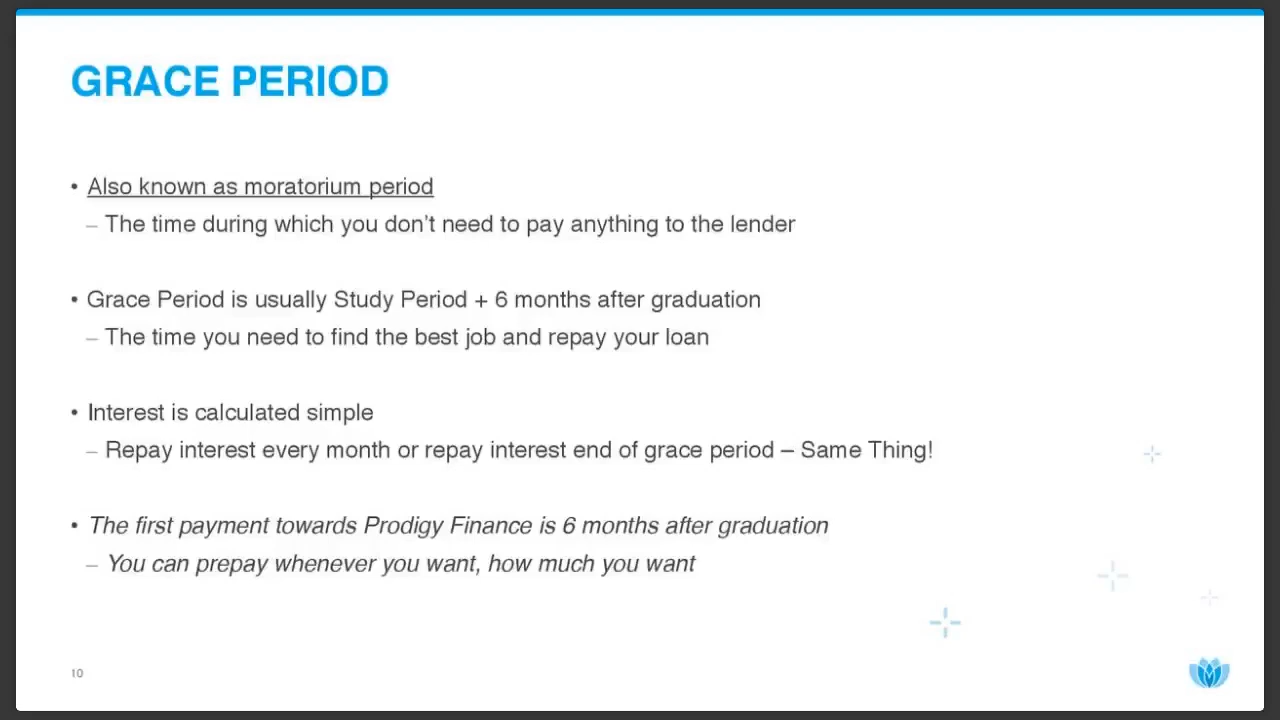 GRACE PERIOD
• Also known as moratorium period
– The time during which you don't need to pay anything to the lender
• Grace Period is usually Study Period + 6 months after graduation
– The time you need to find the best job and repay your loan
• Interest is calculated simple
– Repay interest every month or repay interest end of grace period – Same Thing!
• The first payment towards Prodigy Finance is 6 months after graduation
– You can prepay whenever you want, how much you want
10